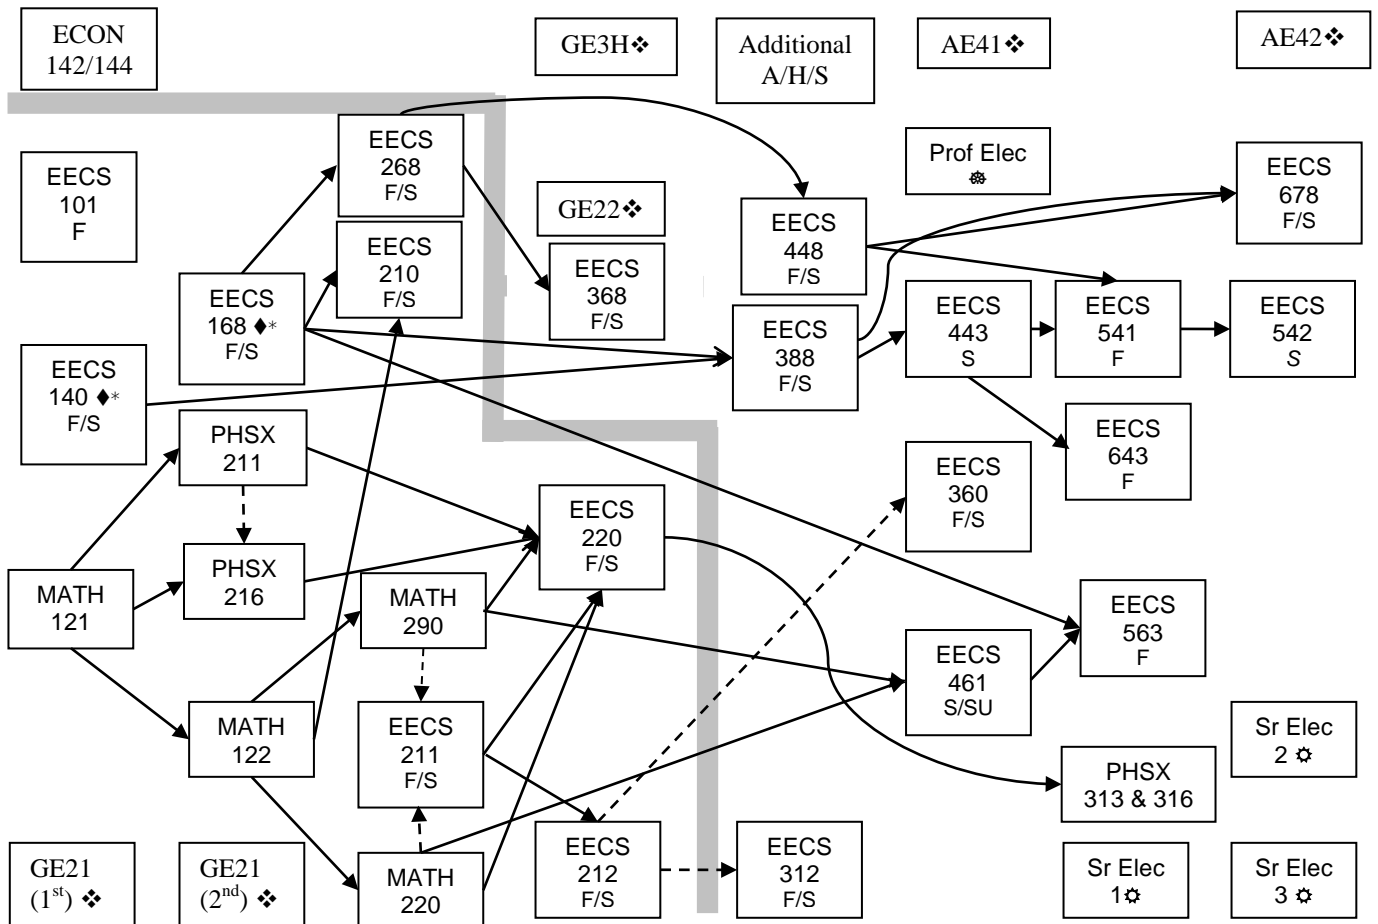 ECON
142/144
GE3H❖
Additional
A/H/S
AE41❖
AE42❖
EECS
101
F
EECS
268
F/S
Prof Elec
☸
EECS
678
F/S
GE22❖
EECS
448
F/S
EECS
210
F/S
EECS
168 ♦*
F/S
EECS
368
F/S
EECS
388
F/S
EECS
443
S
EECS
541
F
EECS
542
S
EECS
140 ♦*
F/S
PHSX
211
EECS
643
F
EECS
360
F/S
EECS
220
F/S
PHSX
216
MATH
121
MATH
290
EECS
563
F
EECS
461
S/SU
MATH
122
EECS
211
F/S
Sr Elec
2 ☼
PHSX
313 & 316
GE21
(1st) ❖
GE21
(2nd) ❖
MATH
220
EECS
212
F/S
EECS
312
F/S
Sr Elec
1☼
Sr Elec
3 ☼